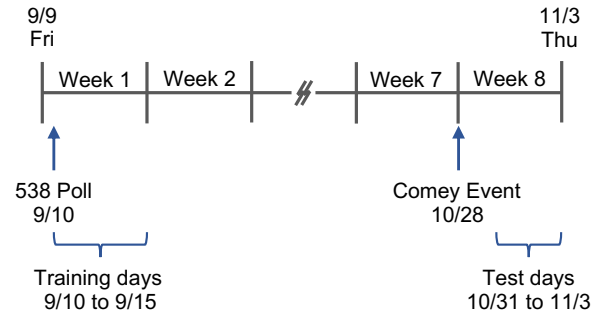 9/9
Fri
11/3
Thu
Week 1
Week 2
Week 7
Week 8
538 Poll
9/10
Comey Event
10/28
Training days
9/10 to 9/15
Test days
10/31 to 11/3